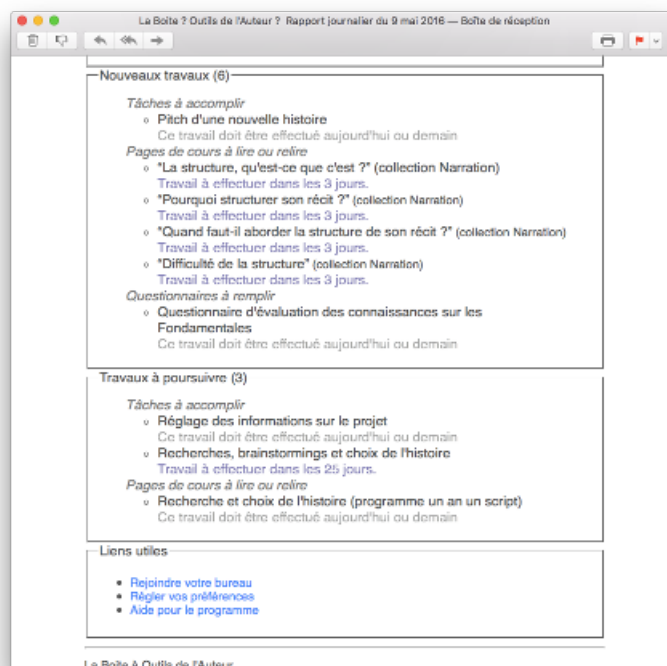 La Boite ? Outils de l'Auteur ? Rapport journalier du 9 mai 2016 — Boîte de réception
Nouveaux travaux (6)
Tâches à accomplir
Pitch d'une nouvelle histoire
Ce travail doit être effectué aujourd'hui ou demain
Pages de cours à lire ou relire
"La structure, qu'est-ce que c'est ?" (collection Narration)
Travail à effectuer dans les 3 jours.
"Pourquoi structurer son récit ?" (collection Narration)
Travail à effectuer dans les 3 jours.
"Quand faut-il aborder la structure de son récit ?" (collection Narration)
Travail à effectuer dans les 3 jours.
"Difficulté de la structure" (collection Narration)
Travail à effectuer dans les 3 jours.
Questionnaires à remplir
Questionnaire d'évaluation des connaissances sur les
Fondamentales
Ce travail doit être effectué aujourd'hui ou demain
Travaux à poursuivre (3)
Tâches à accomplir
Réglage des informations sur le projet
Ce travail doit être effectué aujourd'hui ou demain
Recherches, brainstormings et choix de l'histoire
Travail à effectuer dans les 25 jours.
Pages de cours à lire ou relire
Recherche et choix de l'histoire (programme un an un script)
Ce travail doit être effectué aujourd'hui ou demain
Liens utiles
Rejoindre votre bureau
Régler vos préférences
Aide pour le programme
La Boite à Outils de l'Auteur